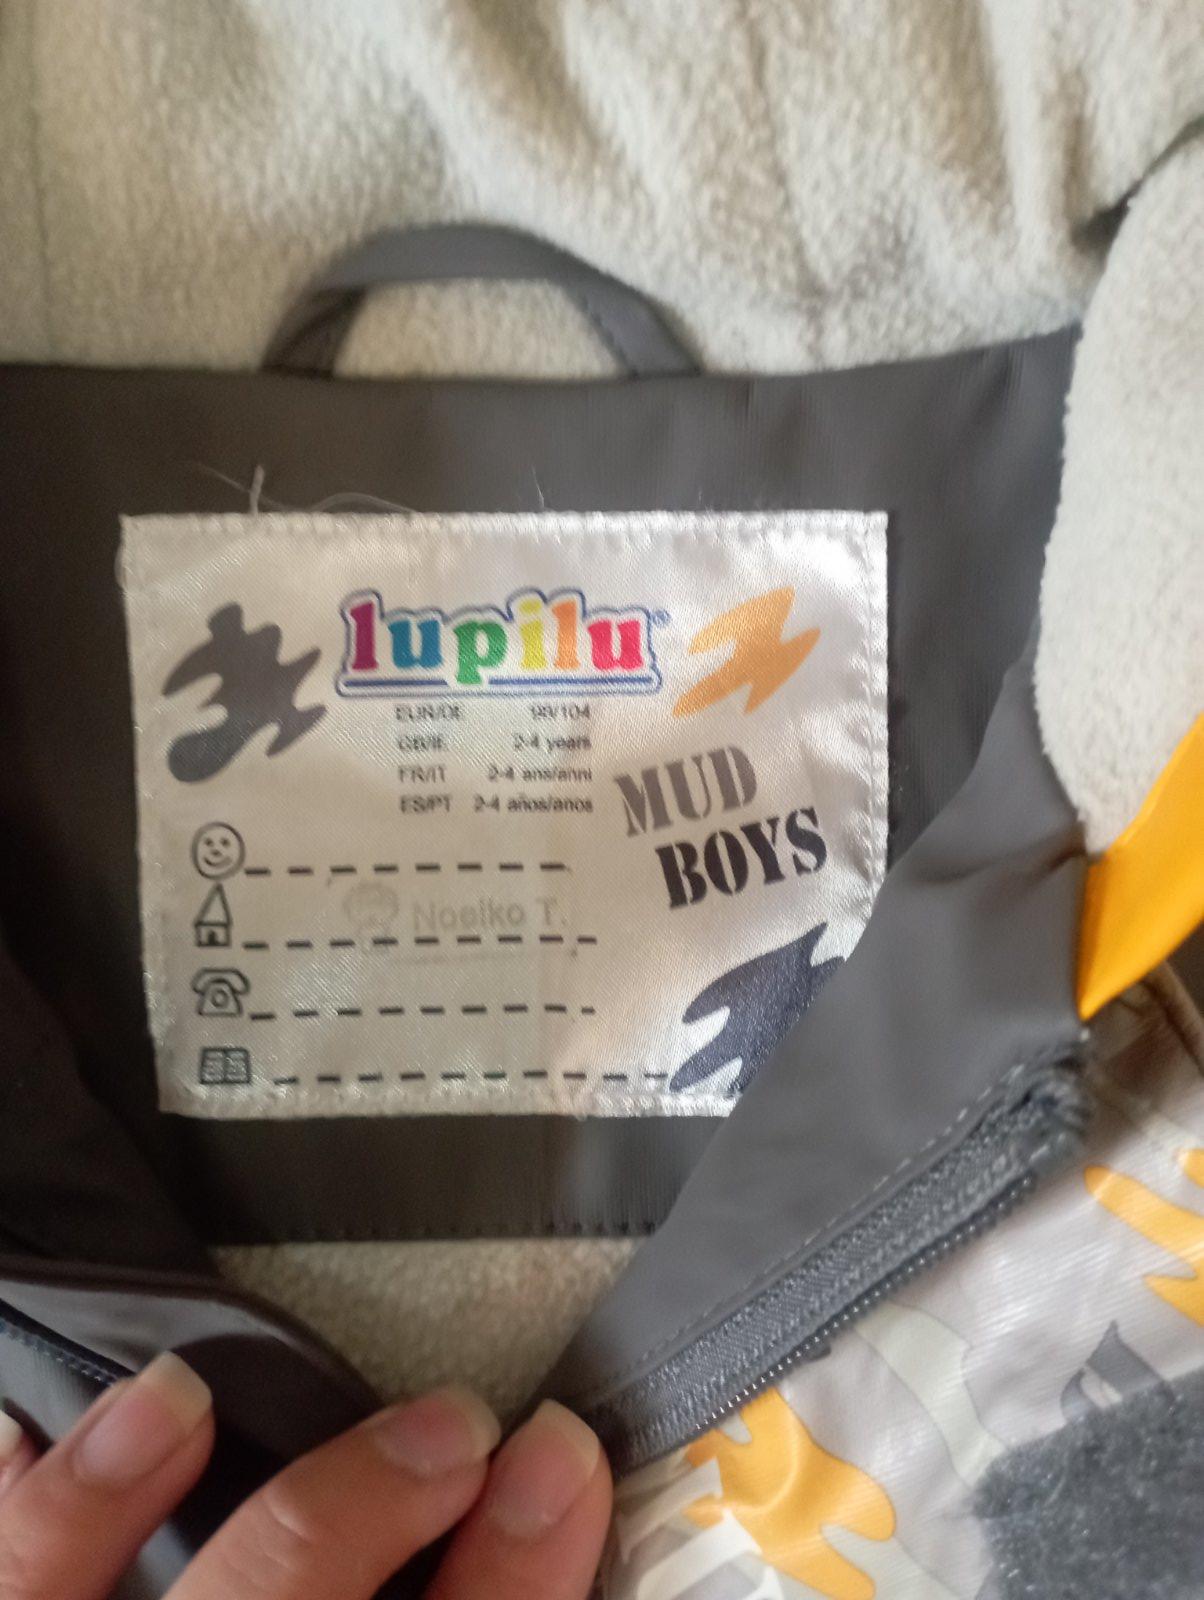 lupilu®
EUR/DE 98/104
GB/IE 2-4 years
FR/IT 2-4 ans/anni
ES/PT 2-4 años/anos
MUD
BOYS
Noelko T.